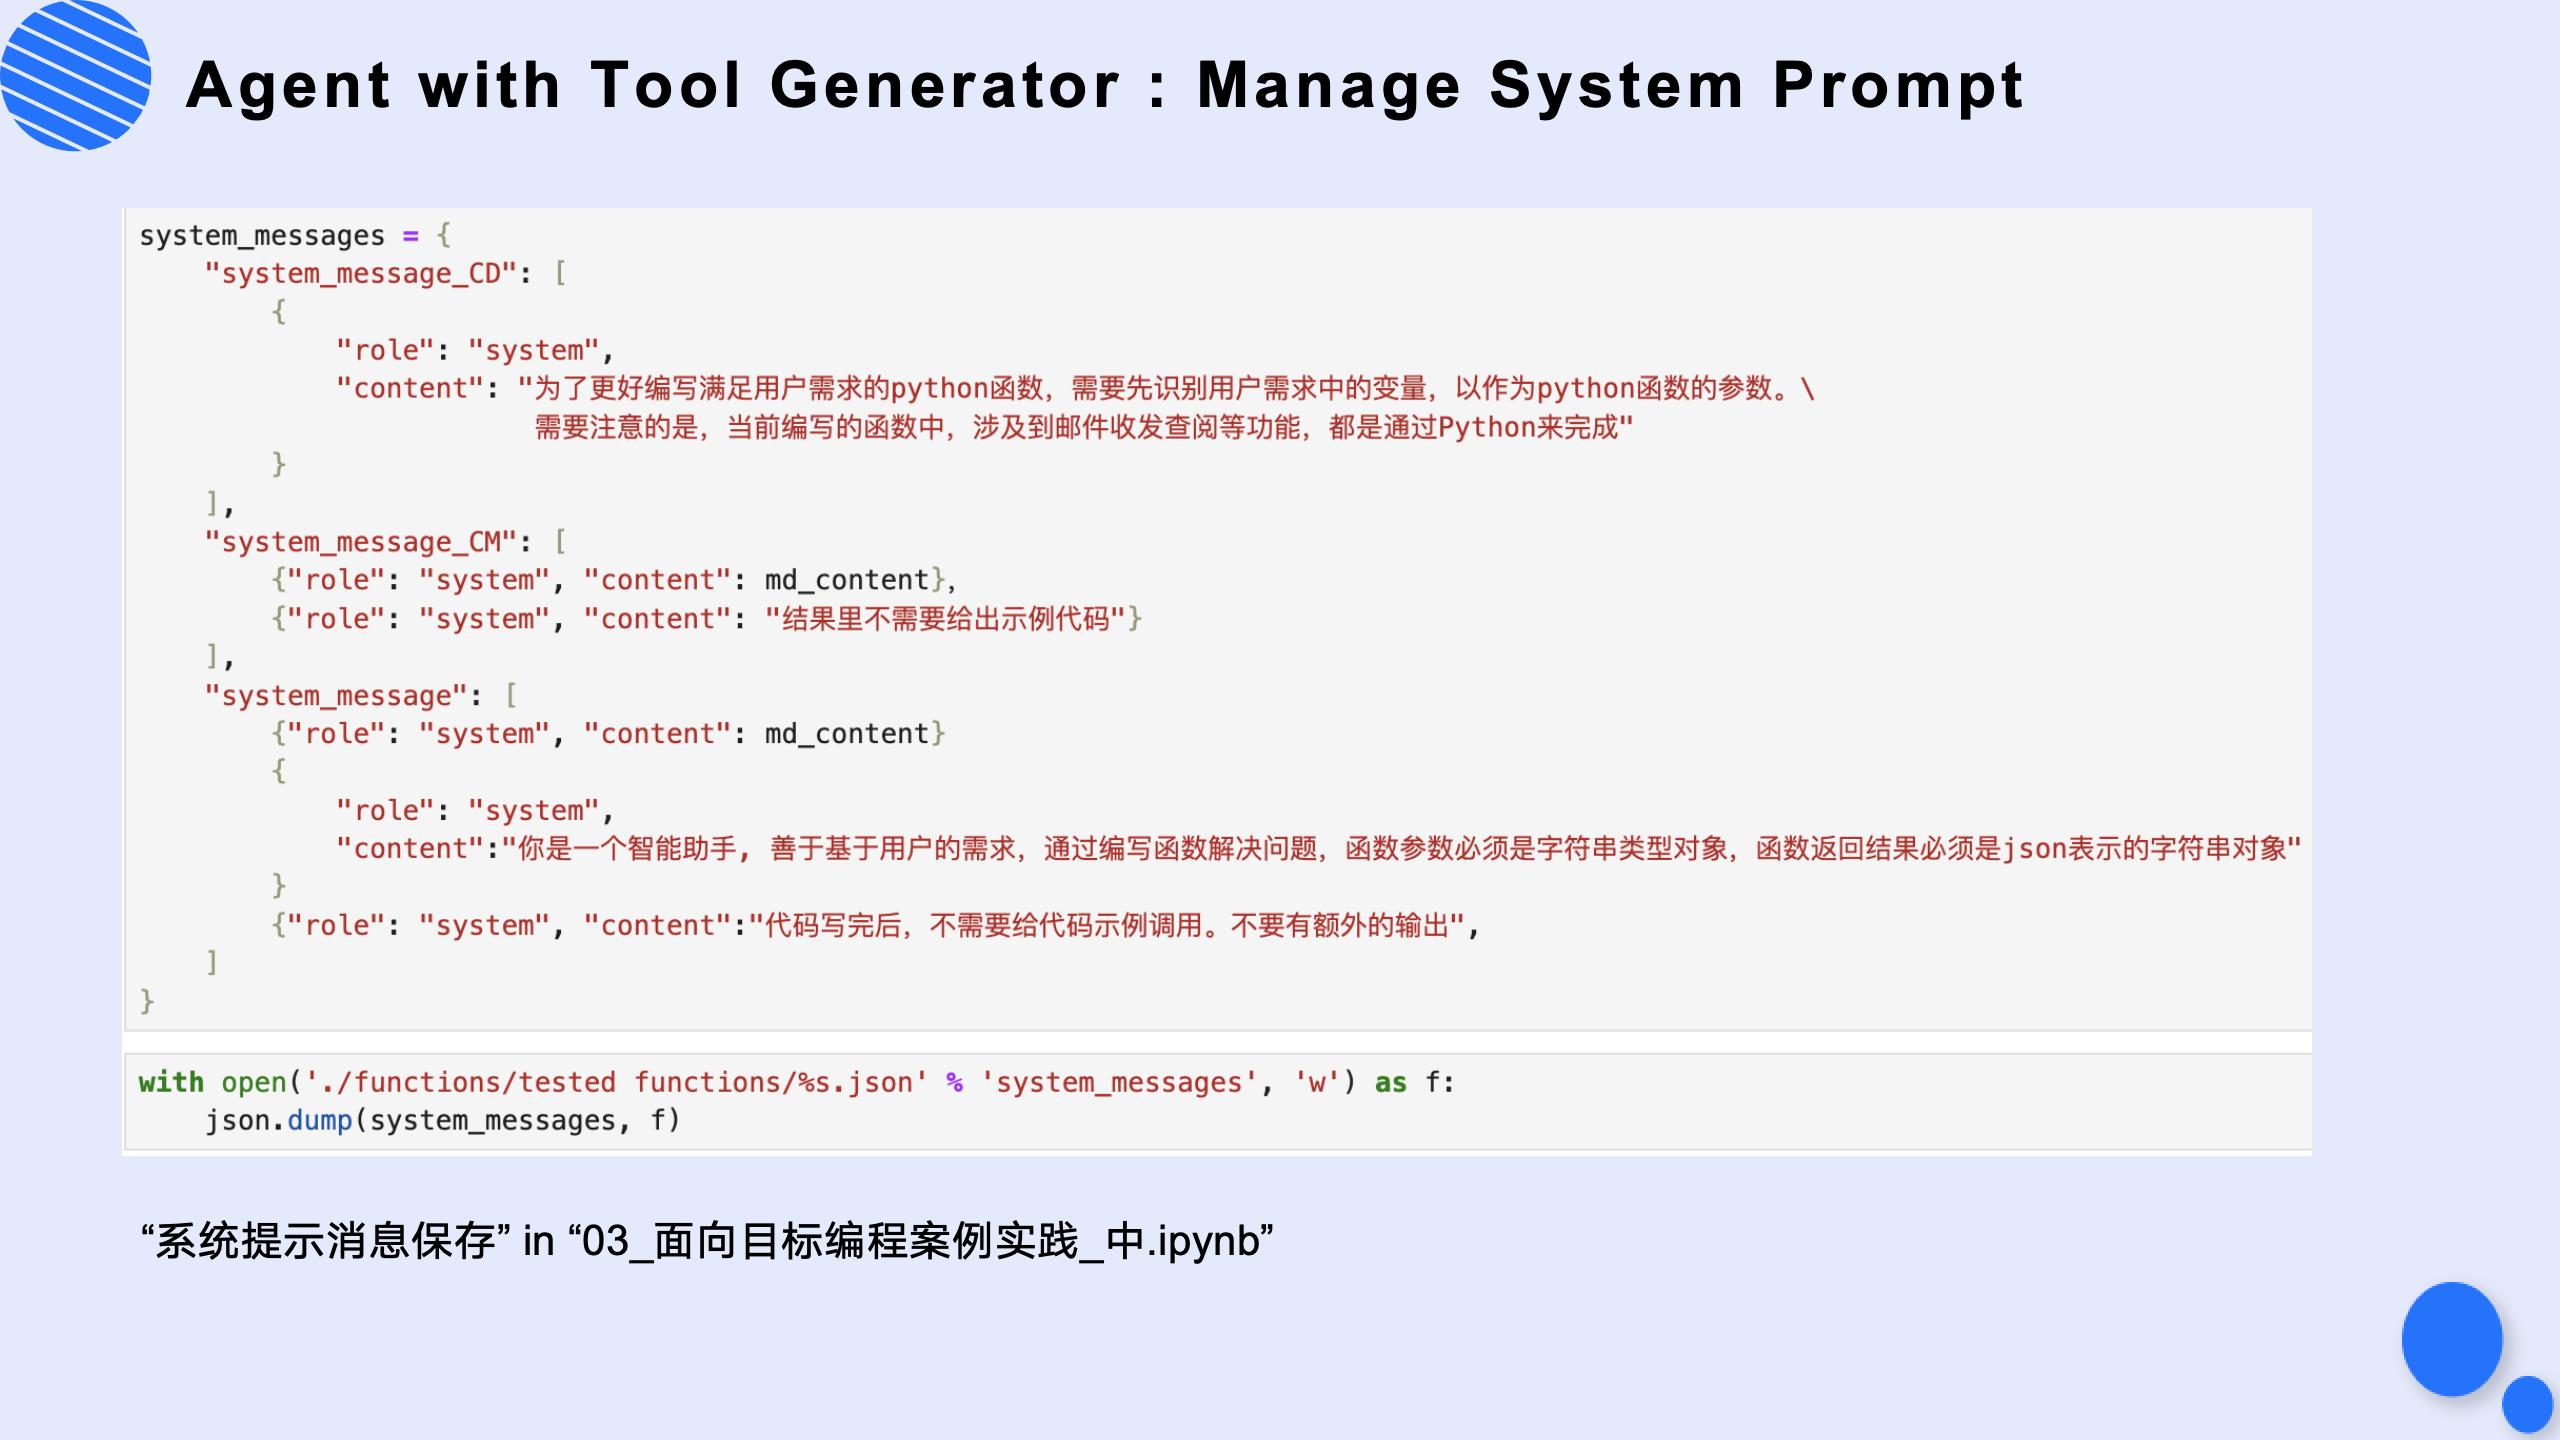 Agent with Tool Generator : Manage System Prompt
system_messages = {
    "system_message_CD": [
        {
            "role": "system",
            "content": "为了更好编写满足用户需求的python函数，需要先识别用户需求中的变量，以作为python函数的参数。\
                        需要注意的是，当前编写的函数中，涉及到邮件收发查阅等功能，都是通过Python来完成"
        }
    ],
    "system_message_CM": [
        {"role": "system", "content": md_content},
        {"role": "system", "content": "结果里不需要给出示例代码"}
    ],
    "system_message": [
        {"role": "system", "content": md_content}
        {
            "role": "system",
            "content":"你是一个智能助手, 善于基于用户的需求，通过编写函数解决问题，函数参数必须是字符串类型对象，函数返回结果必须是json表示的字符串对象"
        }
        {"role": "system", "content":"代码写完后，不需要给代码示例调用。不要有额外的输出",
    ]
}
with open('./functions/tested functions/%s.json' % 'system_messages', 'w') as f:
    json.dump(system_messages, f)
“系统提示消息保存” in “03_面向目标编程案例实践_中.ipynb”